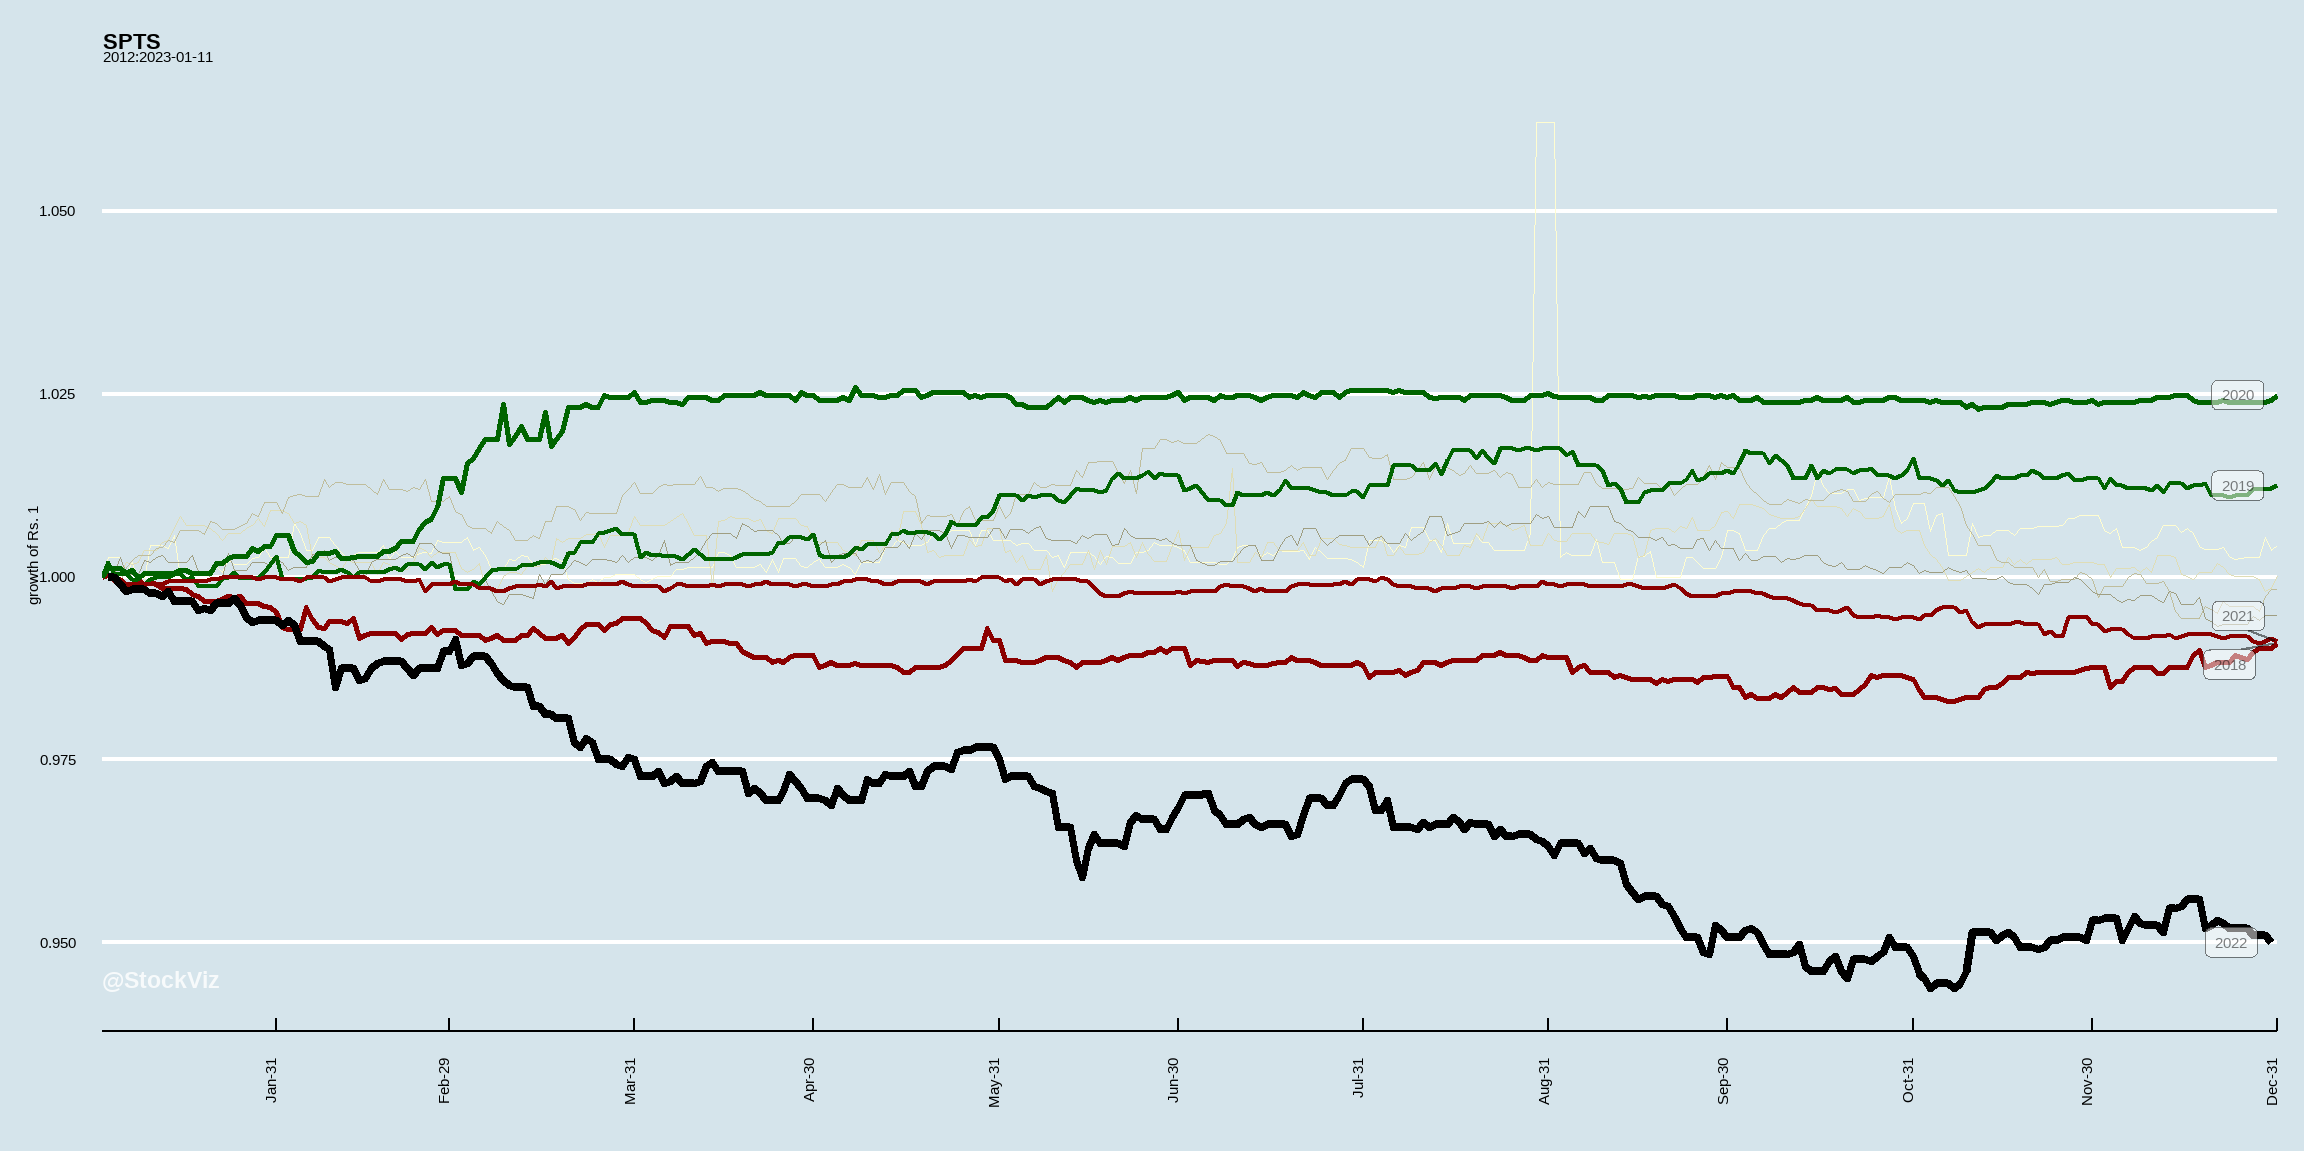 SPTS
2012:2023-01-11
growth of Rs. 1
1.050
1.025
1.000
0.975
0.950
2020
2019
2021
2018
2022
@StockViz
Jan-31
Feb-29
Mar-31
Apr-30
May-31
Jun-30
Jul-31
Aug-31
Sep-30
Oct-31
Nov-30
Dec-31